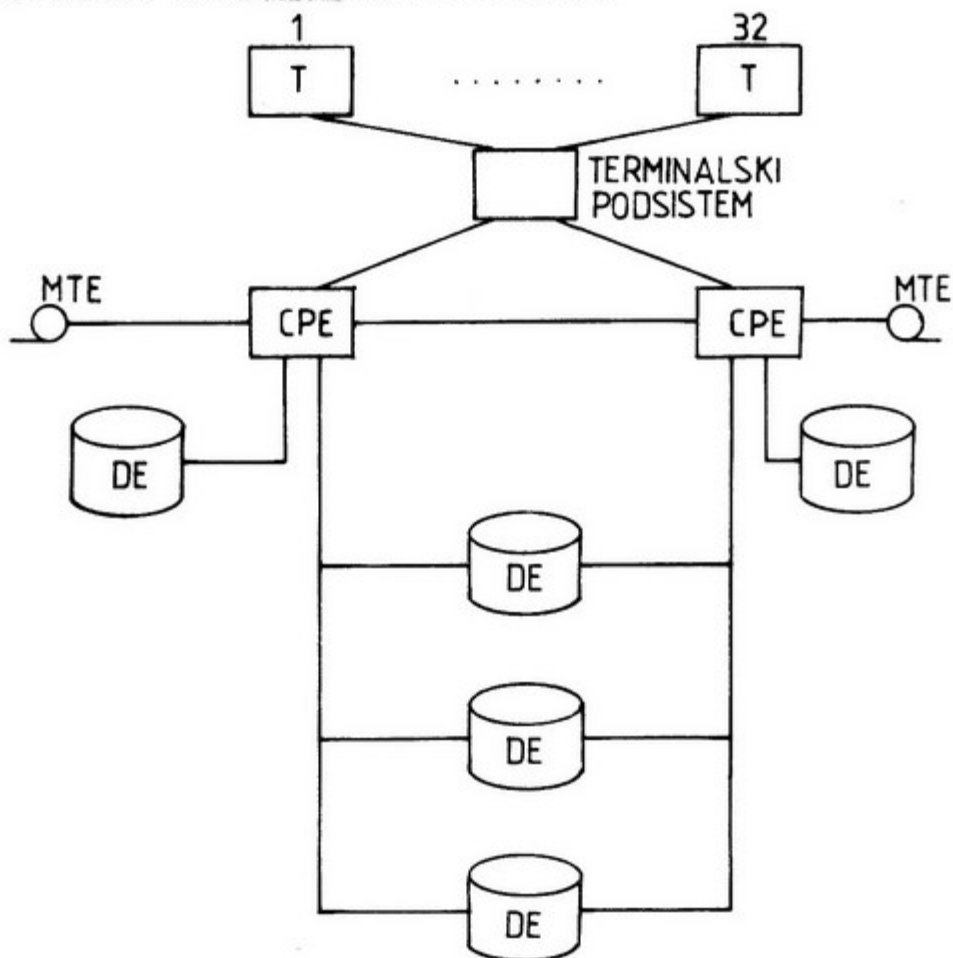 1 32
T . . . . . . . . . T
TERMINALSKI
PODSISTEM
MTE MTE
CPE CPE
DE DE
DE
DE
DE